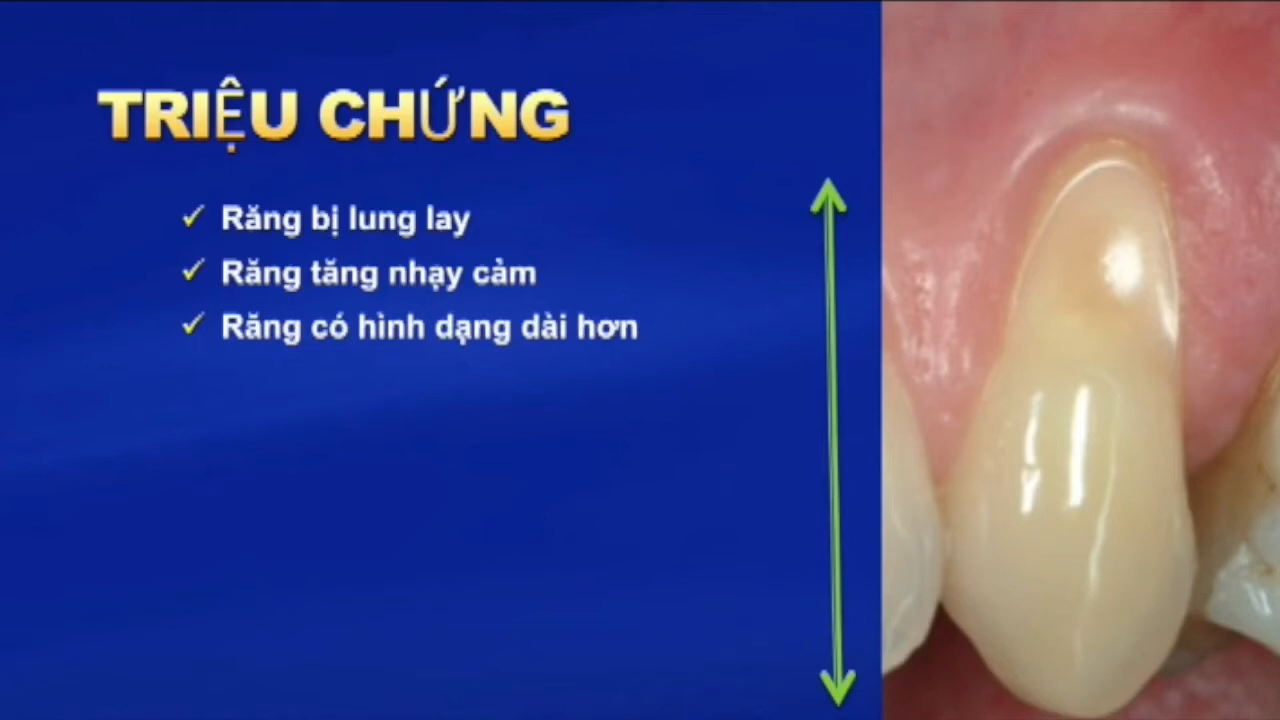 TRIỆU CHỨNG
Răng bị lung lay
Răng tăng nhạy cảm
Răng có hình dạng dài hơn